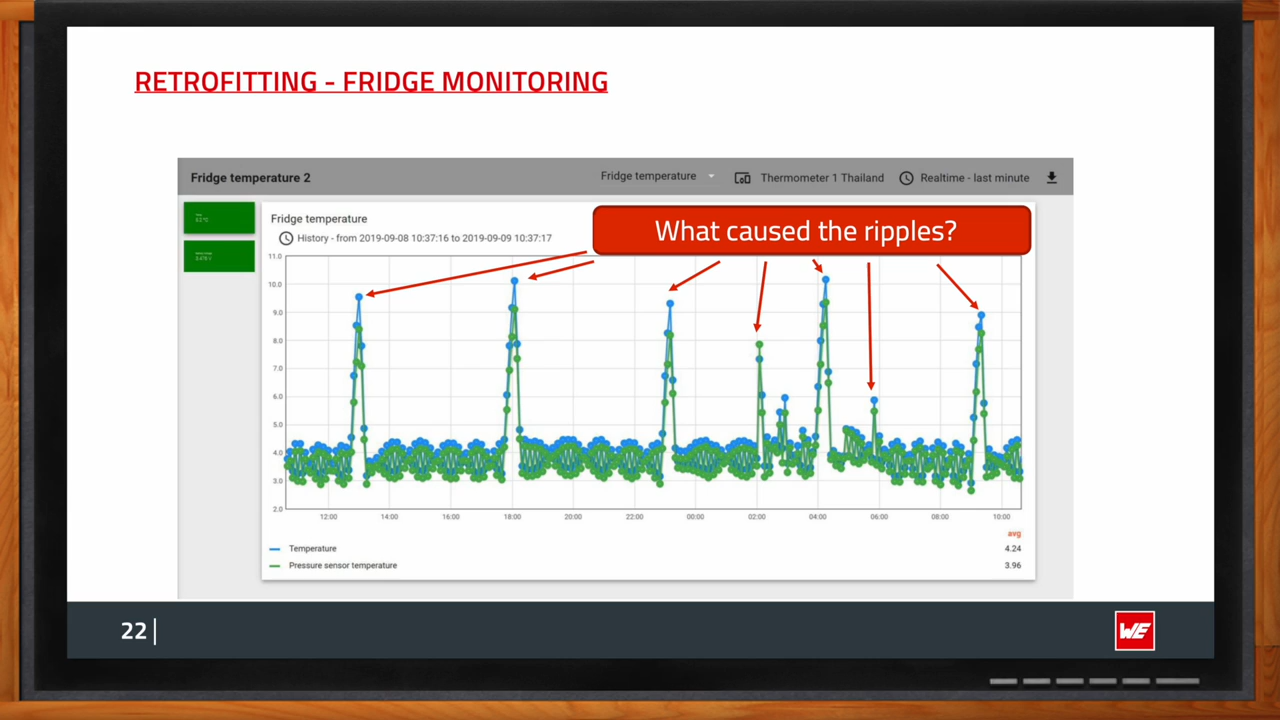 RETROFITTING - FRIDGE MONITORING
Fridge temperature 2
Fridge temperature
Thermometer 1 Thailand
Realtime - last minute
Fridge temperature
What caused the ripples?
History - from 2019-09-08 10:37:16 to 2019-09-09 10:37:17
11.0
10.0
9.0
8.0
7.0
6.0
5.0
4.0
3.0
2.0
12:00 14:00 16:00 18:00 20:00 22:00 00:00 02:00 04:00 06:00 08:00 10:00
avg
Temperature 4.24
Pressure sensor temperature 3.96
22 |
WE